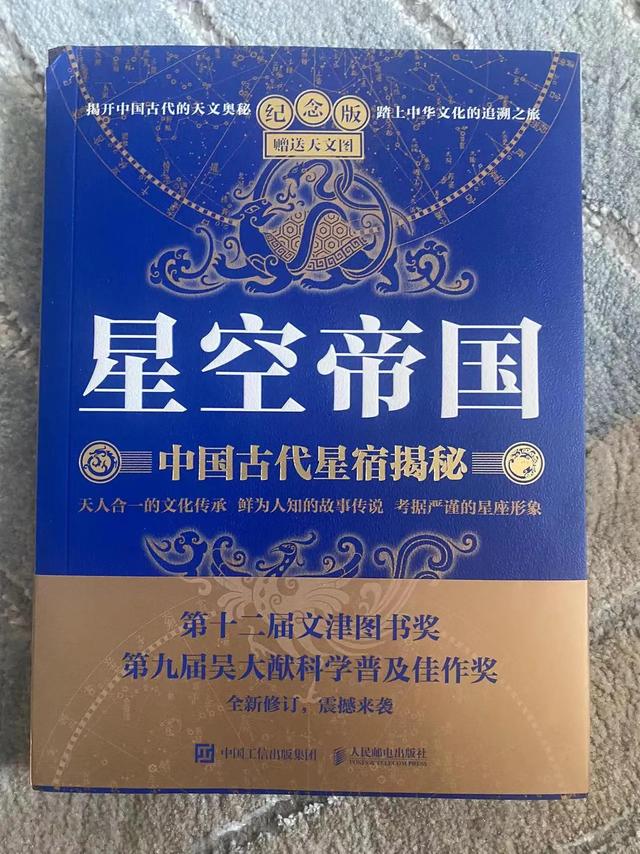 揭开中国古代的天文奥秘
纪念版
踏上中华文化的追溯之旅
赠送天文图
星空帝国
中国古代星宿揭秘
天人合一的文化传承 鲜为人知的故事传说 考据严谨的星座形象
第十二届文津图书奖
第九届吴大猷科学普及佳作奖
全新修订，震撼来袭
中国工信出版集团
人民邮电出版社
POSTS & TELECOM PRESS